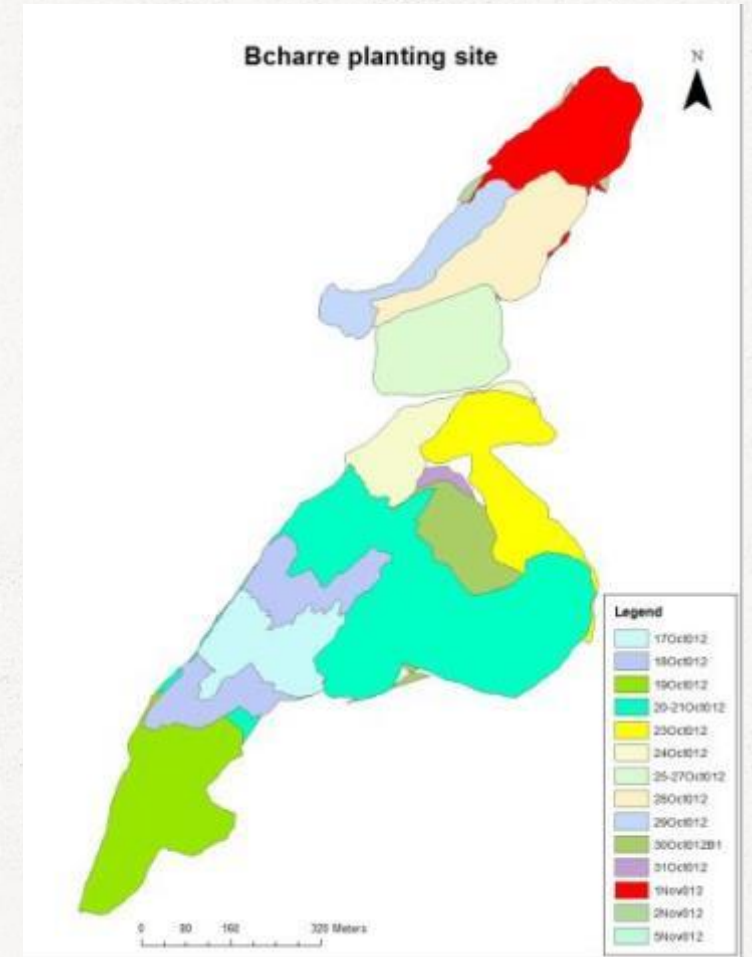 Bcharre planting site
N
Legend
17Oct012
18Oct012
19Oct012
20-21Oct012
23Oct012
24Oct012
25-27Oct012
28Oct012
29Oct012
30Oct012B1
31Oct012
1Nov012
2Nov012
5Nov012
0 80 160 320 Meters